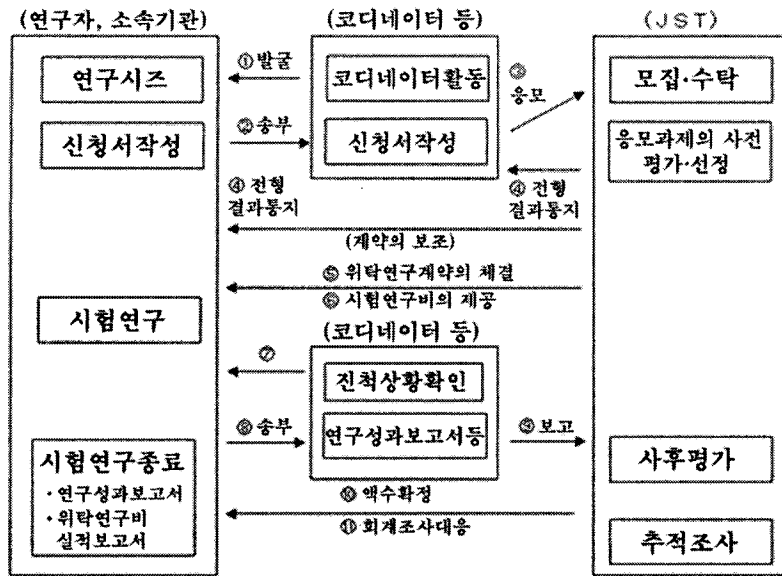 (연구자, 소속기관)
(코디네이터 등)
(JST)
연구시즈
①발굴
코디네이터활동
③
응모
모집·수탁
신청서작성
②송부
신청서작성
응모과제의 사전
평가·선정
④ 전형
결과통지
④ 전형
결과통지
(계약의 보조)
⑤ 위탁연구계약의 체결
⑥ 시험연구비의 제공
시험연구
(코디네이터 등)
⑦
진척상황확인
⑧송부
연구성과보고서등
⑨보고
시험연구종료
·연구성과보고서
·위탁연구비
실적보고서
사후평가
⑩ 액수확정
⑪ 회계조사대응
추적조사